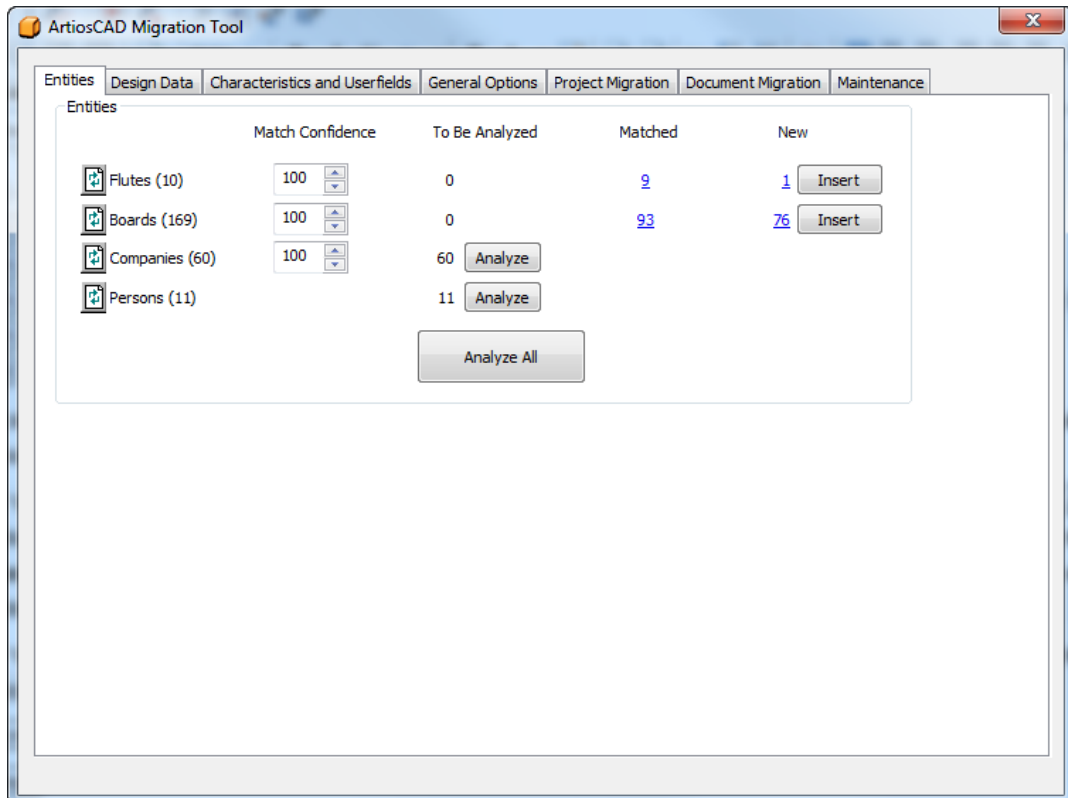 ArtiosCAD Migration Tool
Entities Design Data Characteristics and Userfields General Options Project Migration Document Migration Maintenance
Entities
Match Confidence To Be Analyzed Matched New
Flutes (10) 100 0 9 1 Insert
Boards (169) 100 0 93 76 Insert
Companies (60) 100 60 Analyze
Persons (11) 11 Analyze
Analyze All